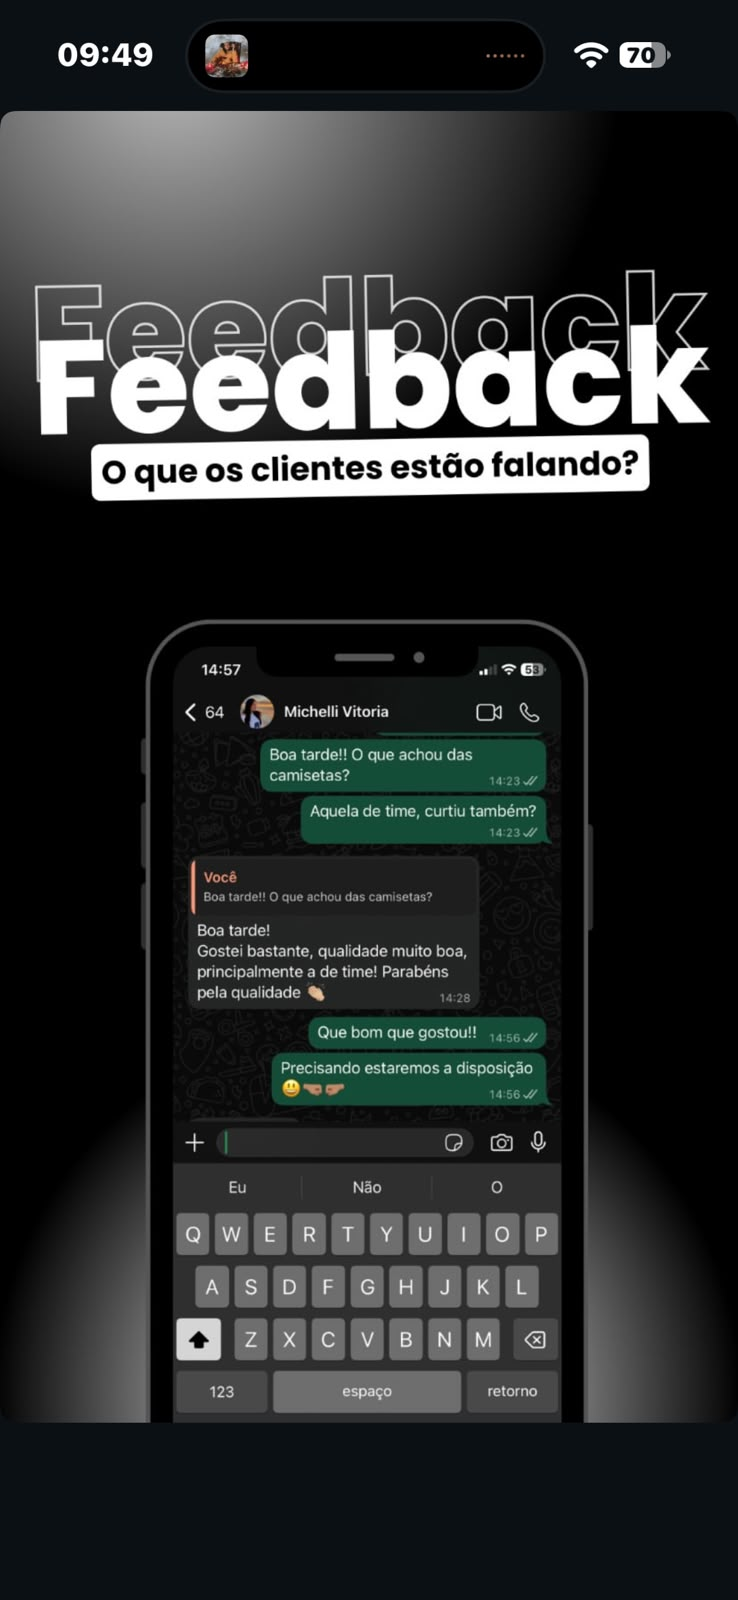 09:49
70
Feedback
Feedback
O que os clientes estão falando?
14:57
53
64
Michelli Vitoria
Boa tarde!! O que achou das
camisetas?
14:23
Aquela de time, curtiu também?
14:23
Você
Boa tarde!! O que achou das camisetas?
Boa tarde!
Gostei bastante, qualidade muito boa,
principalmente a de time! Parabéns
pela qualidade 👏🏼
14:28
Que bom que gostou!! 14:56
Precisando estaremos a disposição
😃🤜🏽🤛🏽
14:56
Eu Não O
Q W E R T Y U I O P
A S D F G H J K L
Z X C V B N M
123 espaço retorno